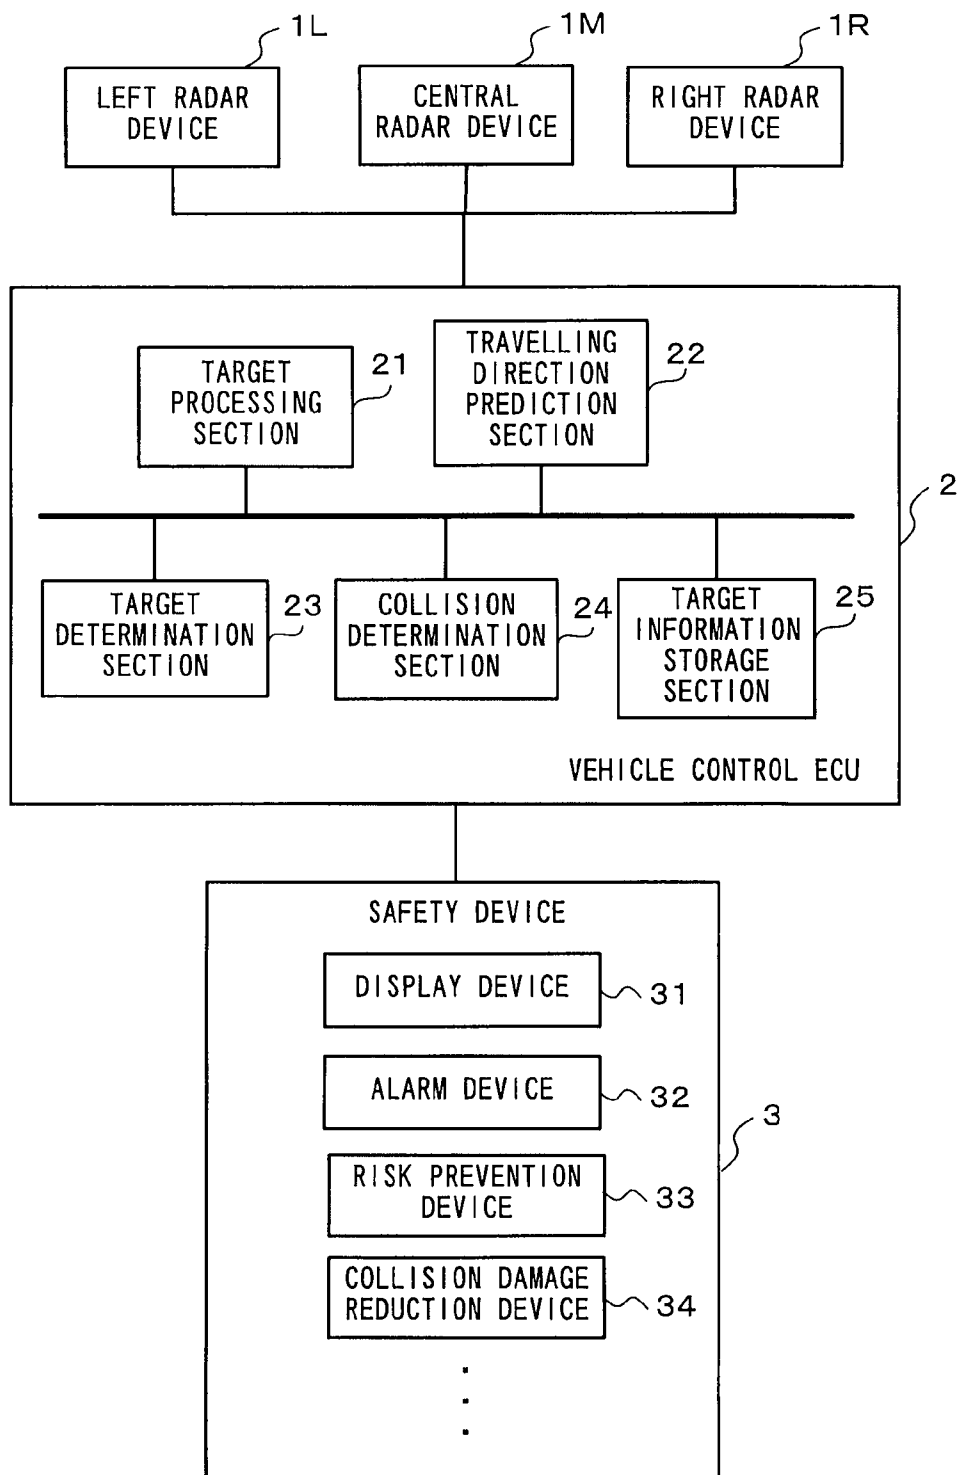 1L
1M
1R
LEFT RADAR
DEVICE
CENTRAL
RADAR DEVICE
RIGHT RADAR
DEVICE
TARGET
PROCESSING
SECTION
21
TRAVELLING
DIRECTION
PREDICTION
SECTION
22
2
TARGET
DETERMINATION
SECTION
23
COLLISION
DETERMINATION
SECTION
24
TARGET
INFORMATION
STORAGE
SECTION
25
VEHICLE CONTROL ECU
SAFETY DEVICE
DISPLAY DEVICE
31
ALARM DEVICE
32
3
RISK PREVENTION
DEVICE
33
COLLISION DAMAGE
REDUCTION DEVICE
34